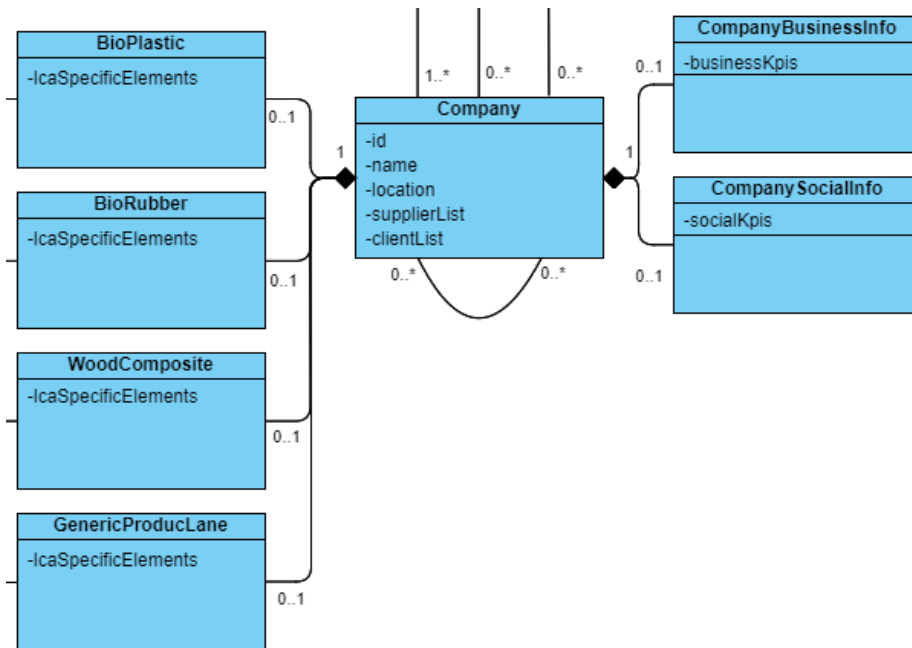 BioPlastic
-lcaSpecificElements
0..1
BioRubber
-lcaSpecificElements
0..1
WoodComposite
-lcaSpecificElements
0..1
GenericProducLane
-lcaSpecificElements
0..1
1..*
0..*
0..*
1
Company
-id
-name
-location
-supplierList
-clientList
0..*
0..*
1
CompanyBusinessInfo
-businessKpis
0..1
CompanySocialInfo
-socialKpis
0..1